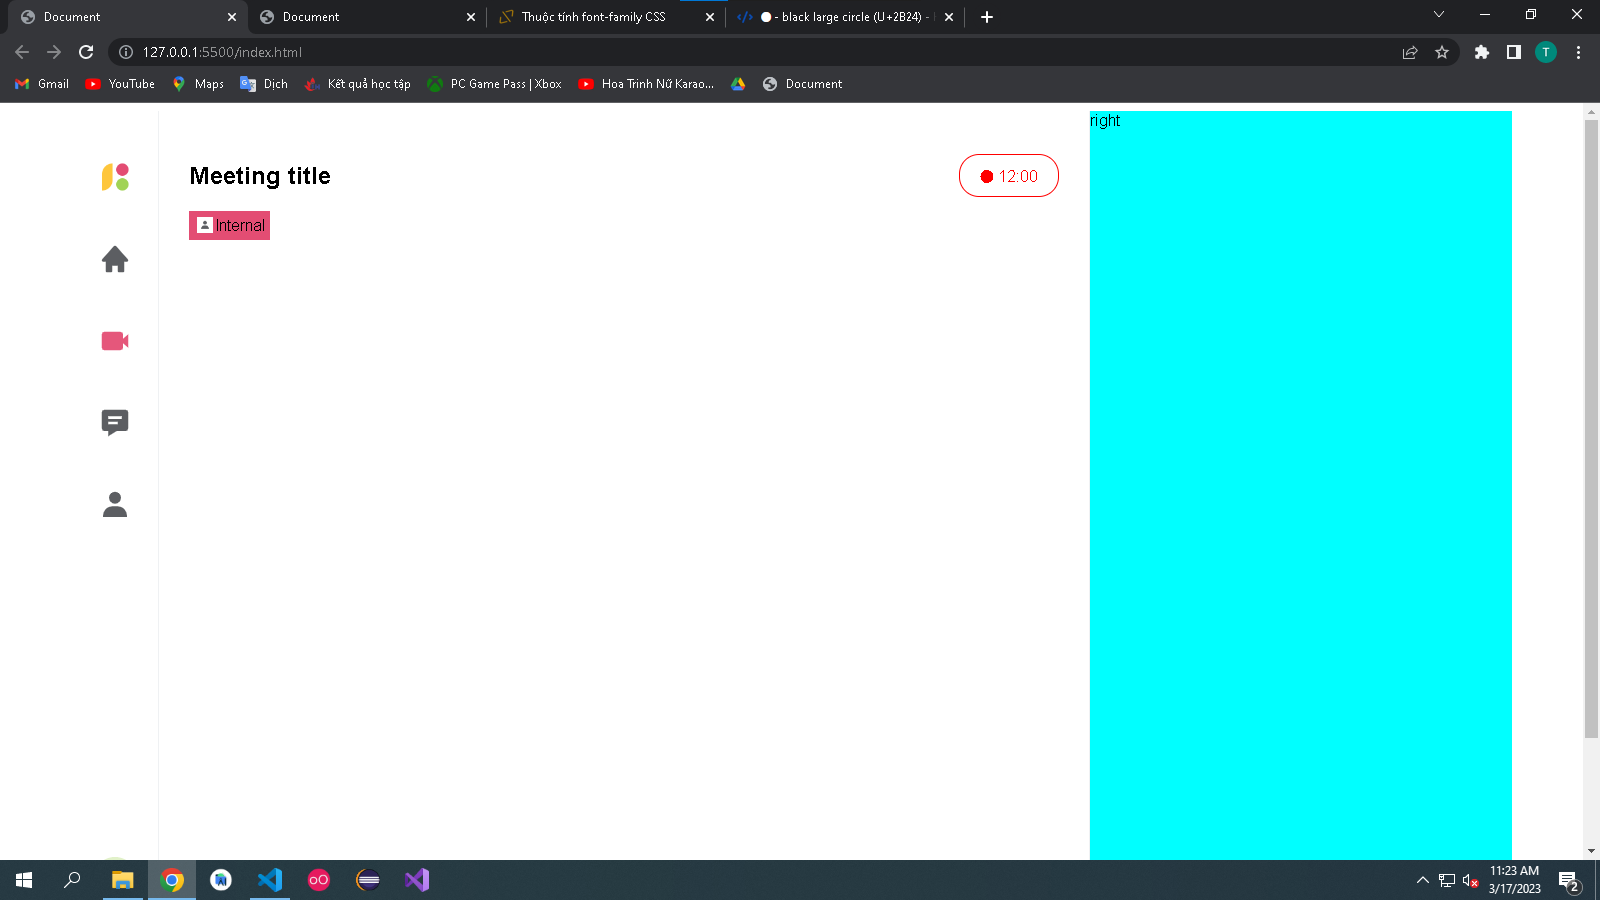 Document
Document
Thuộc tính font-family CSS
- black large circle (U+2B24) -
127.0.0.1:5500/index.html
T
Gmail
YouTube
Maps
Dịch
Kết quả học tập
PC Game Pass | Xbox
Hoa Trinh Nữ Karao...
Document
right
Meeting title
12:00
Internal
11:23 AM
3/17/2023
2